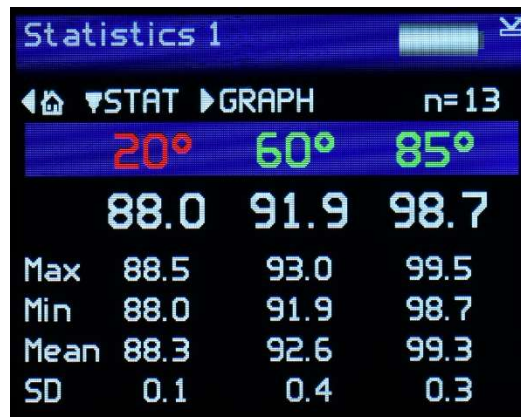 Statistics 1
STAT GRAPH n=13
20° 60° 85°
88.0 91.9 98.7
Max 88.5 93.0 99.5
Min 88.0 91.9 98.7
Mean 88.3 92.6 99.3
SD 0.1 0.4 0.3